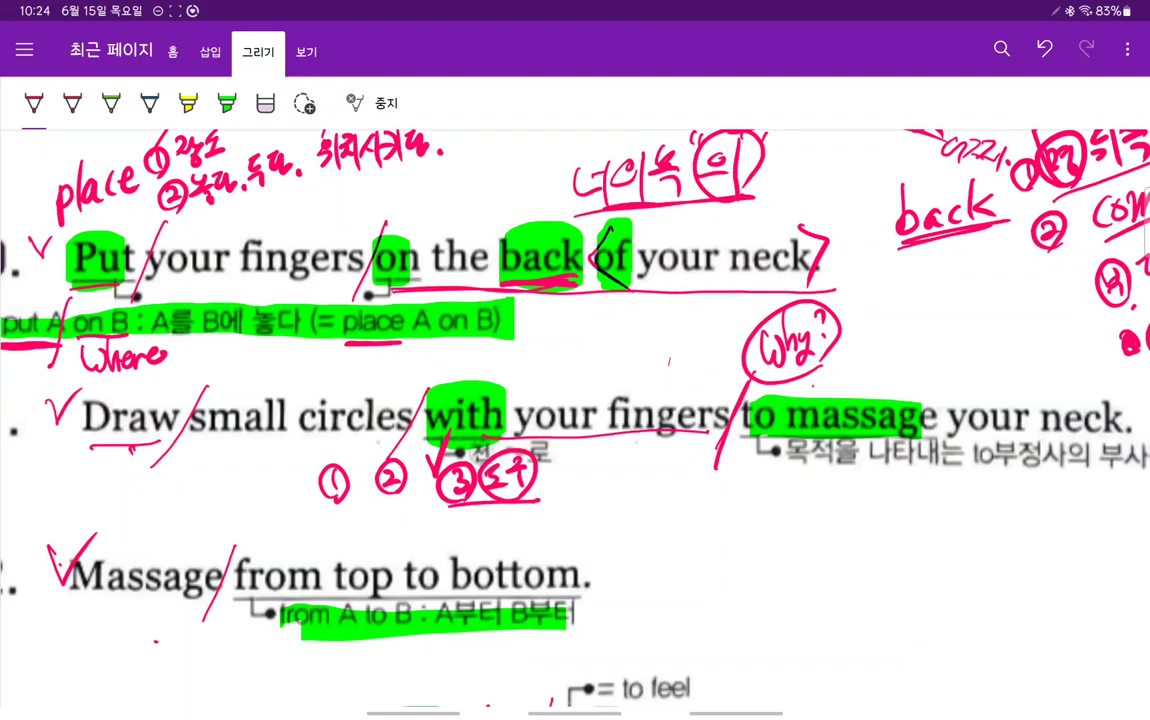 10:24 6월 15일 목요일 83%
최근 페이지 홈 삽입 그리기 보기
중지
place ① 장소
② 놓다, 두다, 위치시키다.
너의 목 "의"
back
①
②
Put your fingers on the back <of your neck.>
put A on B : A를 B에 놓다 (= place A on B)
where
Why?
Draw small circles with your fingers to massage your neck.
목적을 나타내는 to부정사의 부사
① ② ③ 도구
Massage from top to bottom.
from A to B : A부터 B부터
= to feel